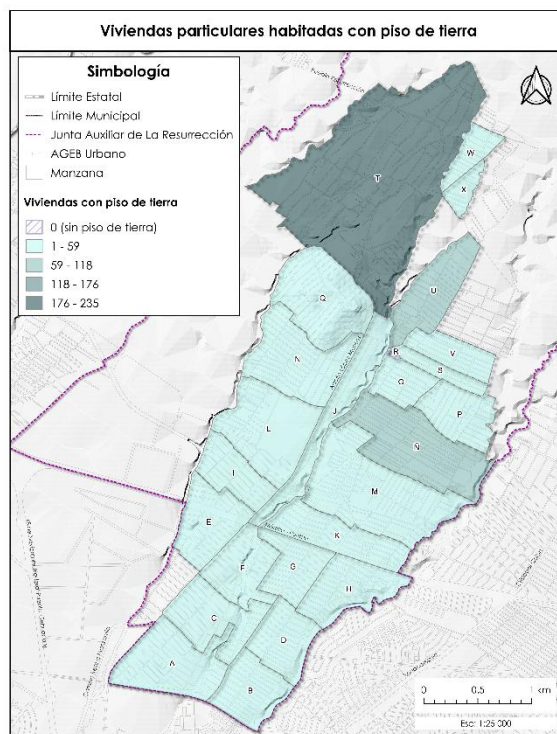 Viviendas particulares habitadas con piso de tierra
Simbología
Límite Estatal
Límite Municipal
Junta Auxiliar de La Resurrección
AGEB Urbano
Manzana
Viviendas con piso de tierra
0 (sin piso de tierra)
1 - 59
59 - 118
118 - 176
176 - 235
W
T
X
Q
U
R
V
N
S
O
J
P
L
Ñ
I
M
E
K
F
G
H
C
D
A
B
0 0.5 1 km
Esc: 1:25 000